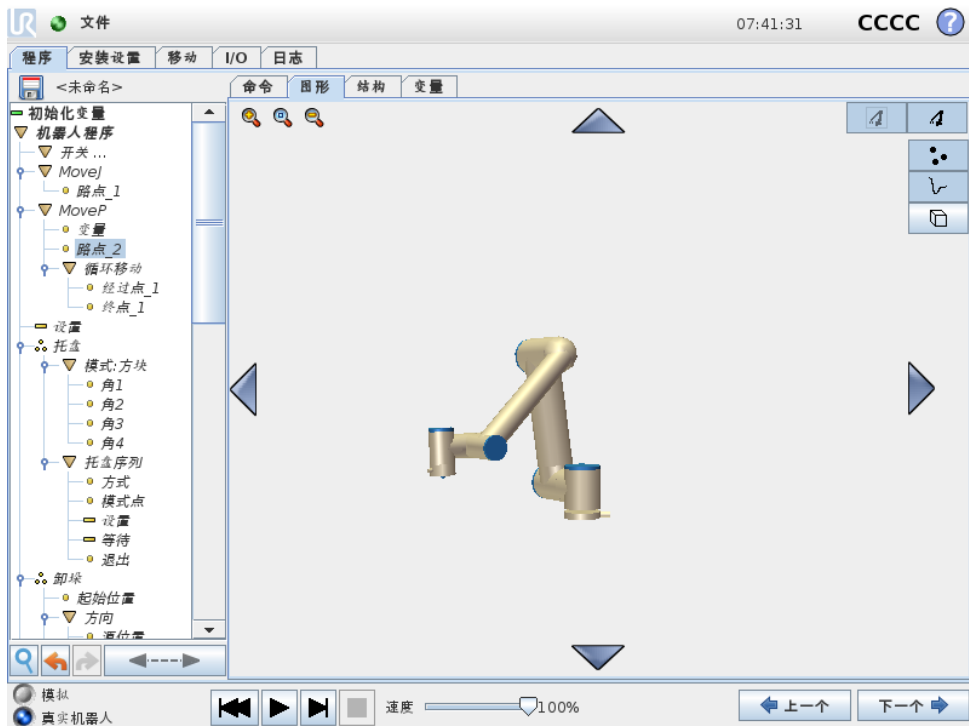 UR 文件 07:41:31 CCCC ?
程序 安装设置 移动 I/O 日志
<未命名> 命令 图形 结构 变量
初始化变量
机器人程序
开关 ...
MoveJ
路点_1
MoveP
变量
路点_2
循环移动
经过点_1
终点_1
设置
托盘
模式:方块
角1
角2
角3
角4
托盘序列
方式
模式点
设置
等待
退出
卸垛
起始位置
方向
源位置
模拟
真实机器人
速度 100% 上一个 下一个